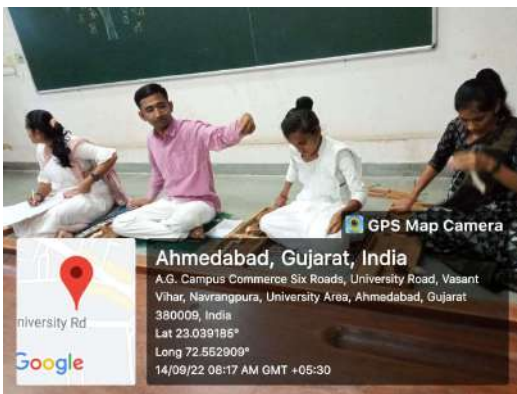 GPS Map Camera
Ahmedabad, Gujarat, India
A.G. Campus Commerce Six Roads, University Road, Vasant
Vihar, Navrangpura, University Area, Ahmedabad, Gujarat
380009, India
Lat 23.039185°
Long 72.552909°
14/09/22 08:17 AM GMT +05:30
niversity Rd
Google